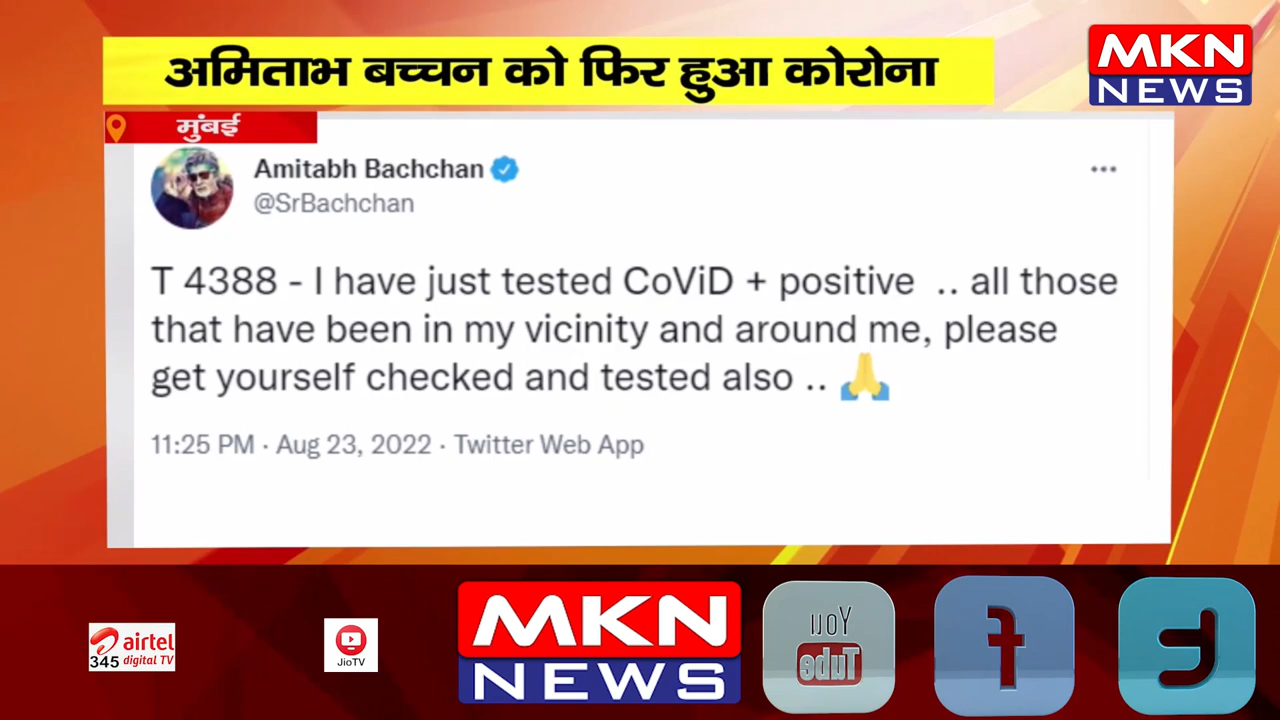 अमिताभ बच्चन को फिर हुआ कोरोना
MKN
NEWS
मुंबई
Amitabh Bachchan
@SrBachchan
T 4388 - I have just tested CoViD + positive .. all those
that have been in my vicinity and around me, please
get yourself checked and tested also .. 🙏
11:25 PM · Aug 23, 2022 · Twitter Web App
airtel
345 digital TV
JioTV
MKN
NEWS
You
Tube